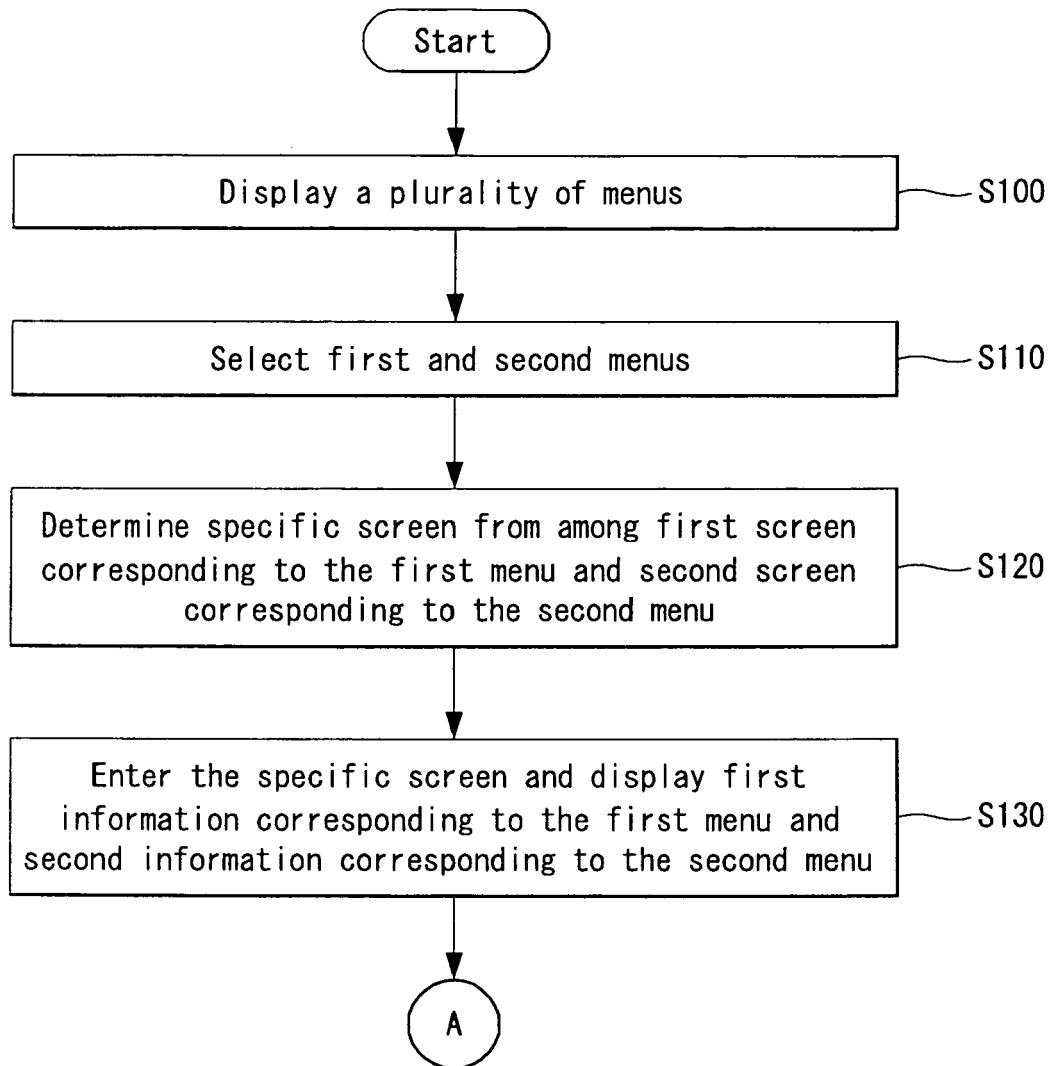 Start
Display a plurality of menus
S100
Select first and second menus
S110
Determine specific screen from among first screen
corresponding to the first menu and second screen
corresponding to the second menu
S120
Enter the specific screen and display first
information corresponding to the first menu and
second information corresponding to the second menu
S130
A